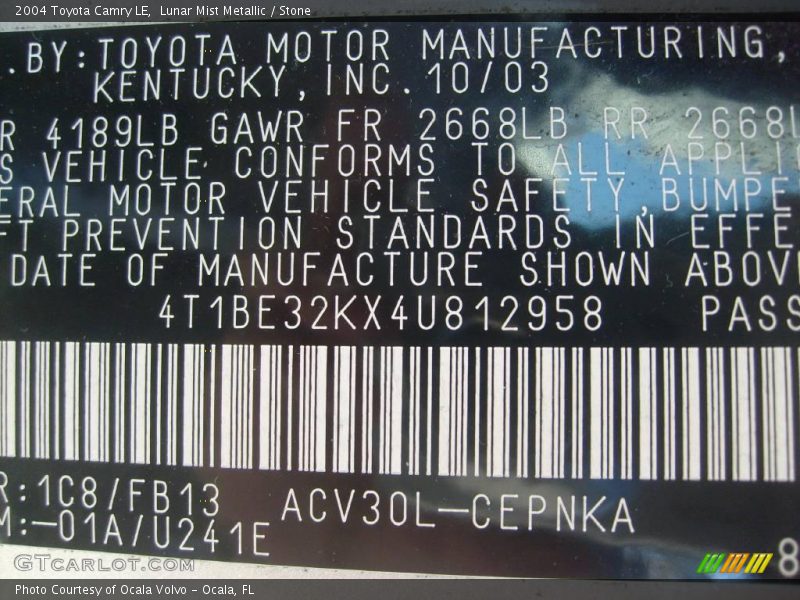 2004 Toyota Camry LE, Lunar Mist Metallic / Stone
.BY:TOYOTA MOTOR MANUFACTURING,
KENTUCKY,INC.10/03
R 4189LB GAWR FR 2668LB RR 2668L
S VEHICLE CONFORMS TO ALL APPLI
ERAL MOTOR VEHICLE SAFETY,BUMPE
FT PREVENTION STANDARDS IN EFFE
DATE OF MANUFACTURE SHOWN ABOV
4T1BE32KX4U812958 PASS
R:1C8/FB13 ACV30L-CEPNKA
M:-01A/U241E
8
GTCARLOT.COM
Photo Courtesy of Ocala Volvo - Ocala, FL